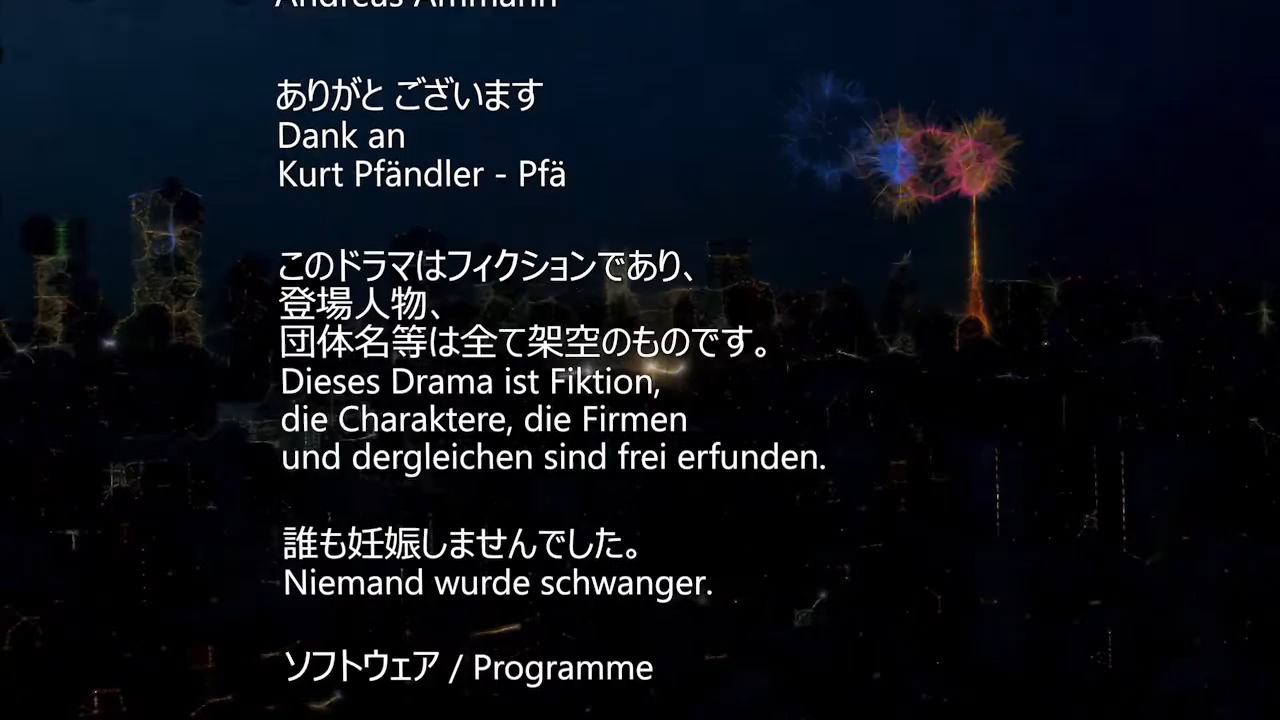 Andreas Ammann
ありがと ございます
Dank an
Kurt Pfändler - Pfä
このドラマはフィクションであり、
登場人物、
団体名等は全て架空のものです。
Dieses Drama ist Fiktion,
die Charaktere, die Firmen
und dergleichen sind frei erfunden.
誰も妊娠しませんでした。
Niemand wurde schwanger.
ソフトウェア / Programme